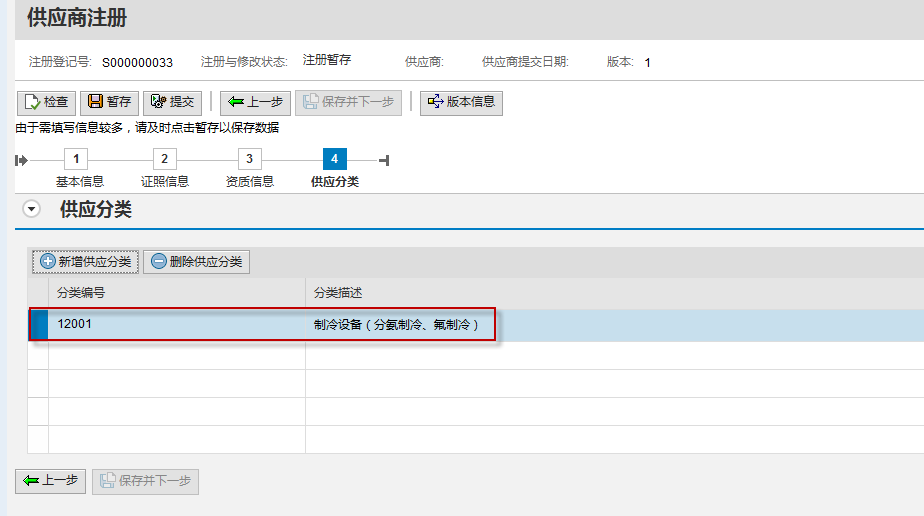 供应商注册
注册登记号: S000000033 注册与修改状态: 注册暂存 供应商: 供应商提交日期: 版本: 1
检查 暂存 提交 上一步 保存并下一步 版本信息
由于需填写信息较多，请及时点击暂存以保存数据
1 2 3 4
基本信息 证照信息 资质信息 供应分类
供应分类
新增供应分类 删除供应分类
分类编号 分类描述
12001 制冷设备（分氨制冷、氟制冷）
上一步 保存并下一步